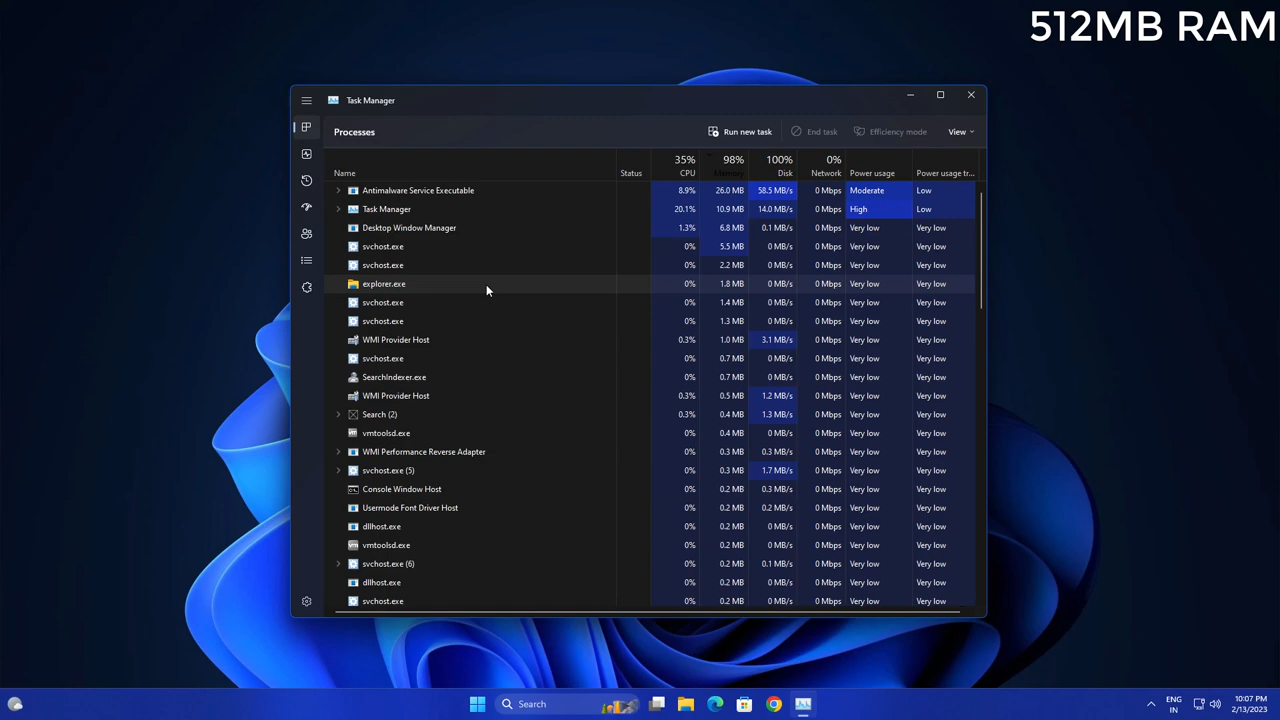 512MB RAM
Task Manager
Processes Run new task End task Efficiency mode View
35% 98% 100% 0%
Name Status CPU Memory Disk Network Power usage Power usage tr...
Antimalware Service Executable 8.9% 26.0 MB 58.5 MB/s 0 Mbps Moderate Low
Task Manager 20.1% 10.9 MB 14.0 MB/s 0 Mbps High Low
Desktop Window Manager 1.3% 6.8 MB 0.1 MB/s 0 Mbps Very low Very low
svchost.exe 0% 5.5 MB 0 MB/s 0 Mbps Very low Very low
svchost.exe 0% 2.2 MB 0 MB/s 0 Mbps Very low Very low
explorer.exe 0% 1.8 MB 0 MB/s 0 Mbps Very low Very low
svchost.exe 0% 1.4 MB 0 MB/s 0 Mbps Very low Very low
svchost.exe 0% 1.3 MB 0 MB/s 0 Mbps Very low Very low
WMI Provider Host 0.3% 1.0 MB 3.1 MB/s 0 Mbps Very low Very low
svchost.exe 0% 0.7 MB 0 MB/s 0 Mbps Very low Very low
SearchIndexer.exe 0% 0.7 MB 0 MB/s 0 Mbps Very low Very low
WMI Provider Host 0.3% 0.5 MB 1.2 MB/s 0 Mbps Very low Very low
Search (2) 0.3% 0.4 MB 1.3 MB/s 0 Mbps Very low Very low
vmtoolsd.exe 0% 0.4 MB 0 MB/s 0 Mbps Very low Very low
WMI Performance Reverse Adapter 0% 0.3 MB 0.3 MB/s 0 Mbps Very low Very low
svchost.exe (5) 0% 0.3 MB 1.7 MB/s 0 Mbps Very low Very low
Console Window Host 0% 0.2 MB 0.3 MB/s 0 Mbps Very low Very low
Usermode Font Driver Host 0% 0.2 MB 0.2 MB/s 0 Mbps Very low Very low
dllhost.exe 0% 0.2 MB 0 MB/s 0 Mbps Very low Very low
vmtoolsd.exe 0% 0.2 MB 0 MB/s 0 Mbps Very low Very low
svchost.exe (6) 0% 0.2 MB 0.1 MB/s 0 Mbps Very low Very low
dllhost.exe 0% 0.2 MB 0 MB/s 0 Mbps Very low Very low
svchost.exe 0% 0.2 MB 0 MB/s 0 Mbps Very low Very low
Search ENG 10:07 PM
IN 2/13/2023